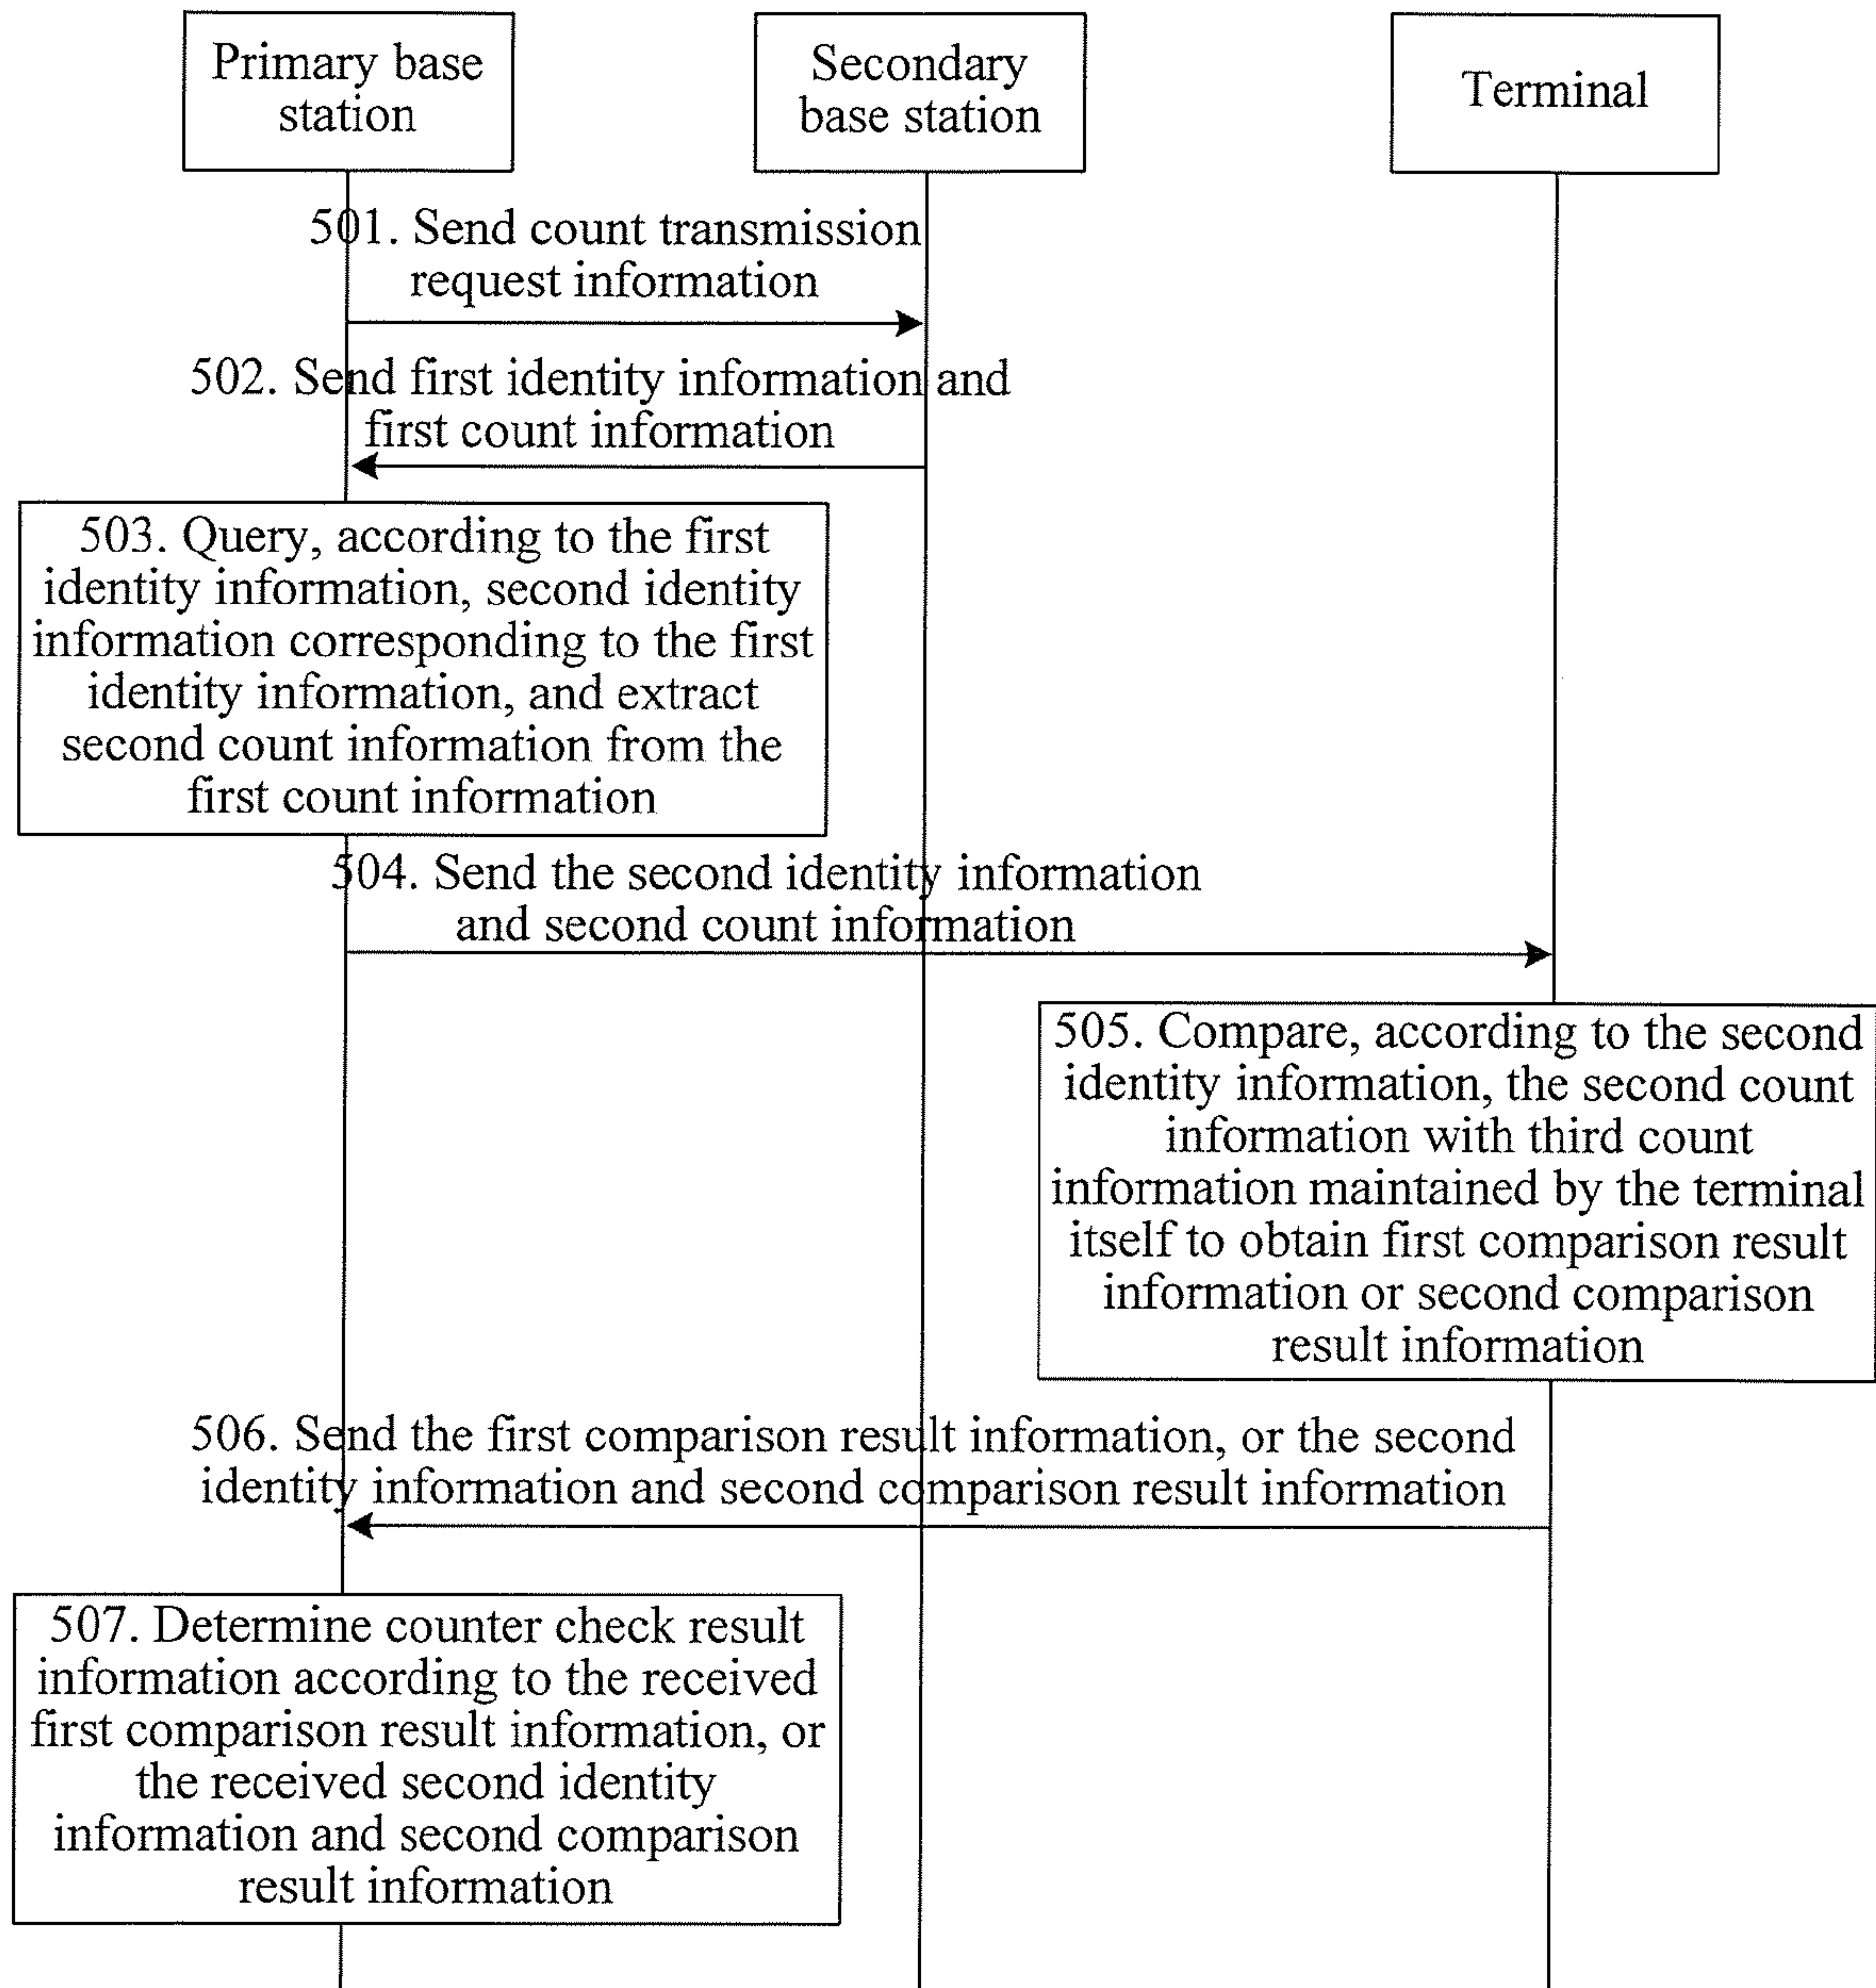 Primary base
station
Secondary
base station
Terminal
501. Send count transmission
request information
502. Send first identity information and
first count information
503. Query, according to the first
identity information, second identity
information corresponding to the first
identity information, and extract
second count information from the
first count information
504. Send the second identity information
and second count information
505. Compare, according to the second
identity information, the second count
information with third count
information maintained by the terminal
itself to obtain first comparison result
information or second comparison
result information
506. Send the first comparison result information, or the second
identity information and second comparison result information
507. Determine counter check result
information according to the received
first comparison result information, or
the received second identity
information and second comparison
result information